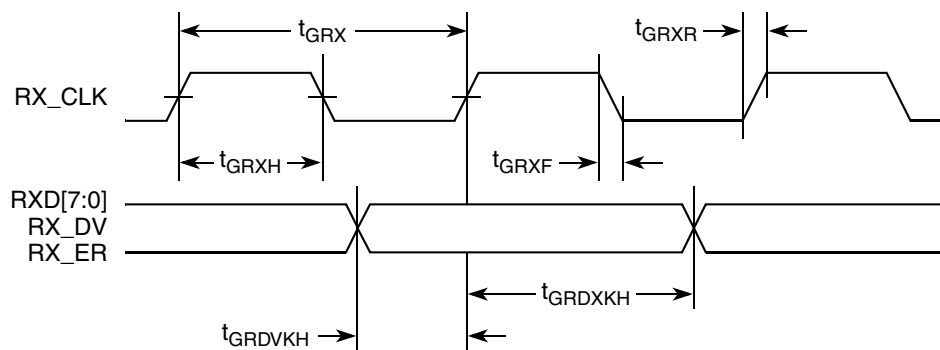 tGRX
tGRXR
RX_CLK
tGRXH
tGRXF
RXD[7:0]
RX_DV
RX_ER
tGRDXKH
tGRDVKH